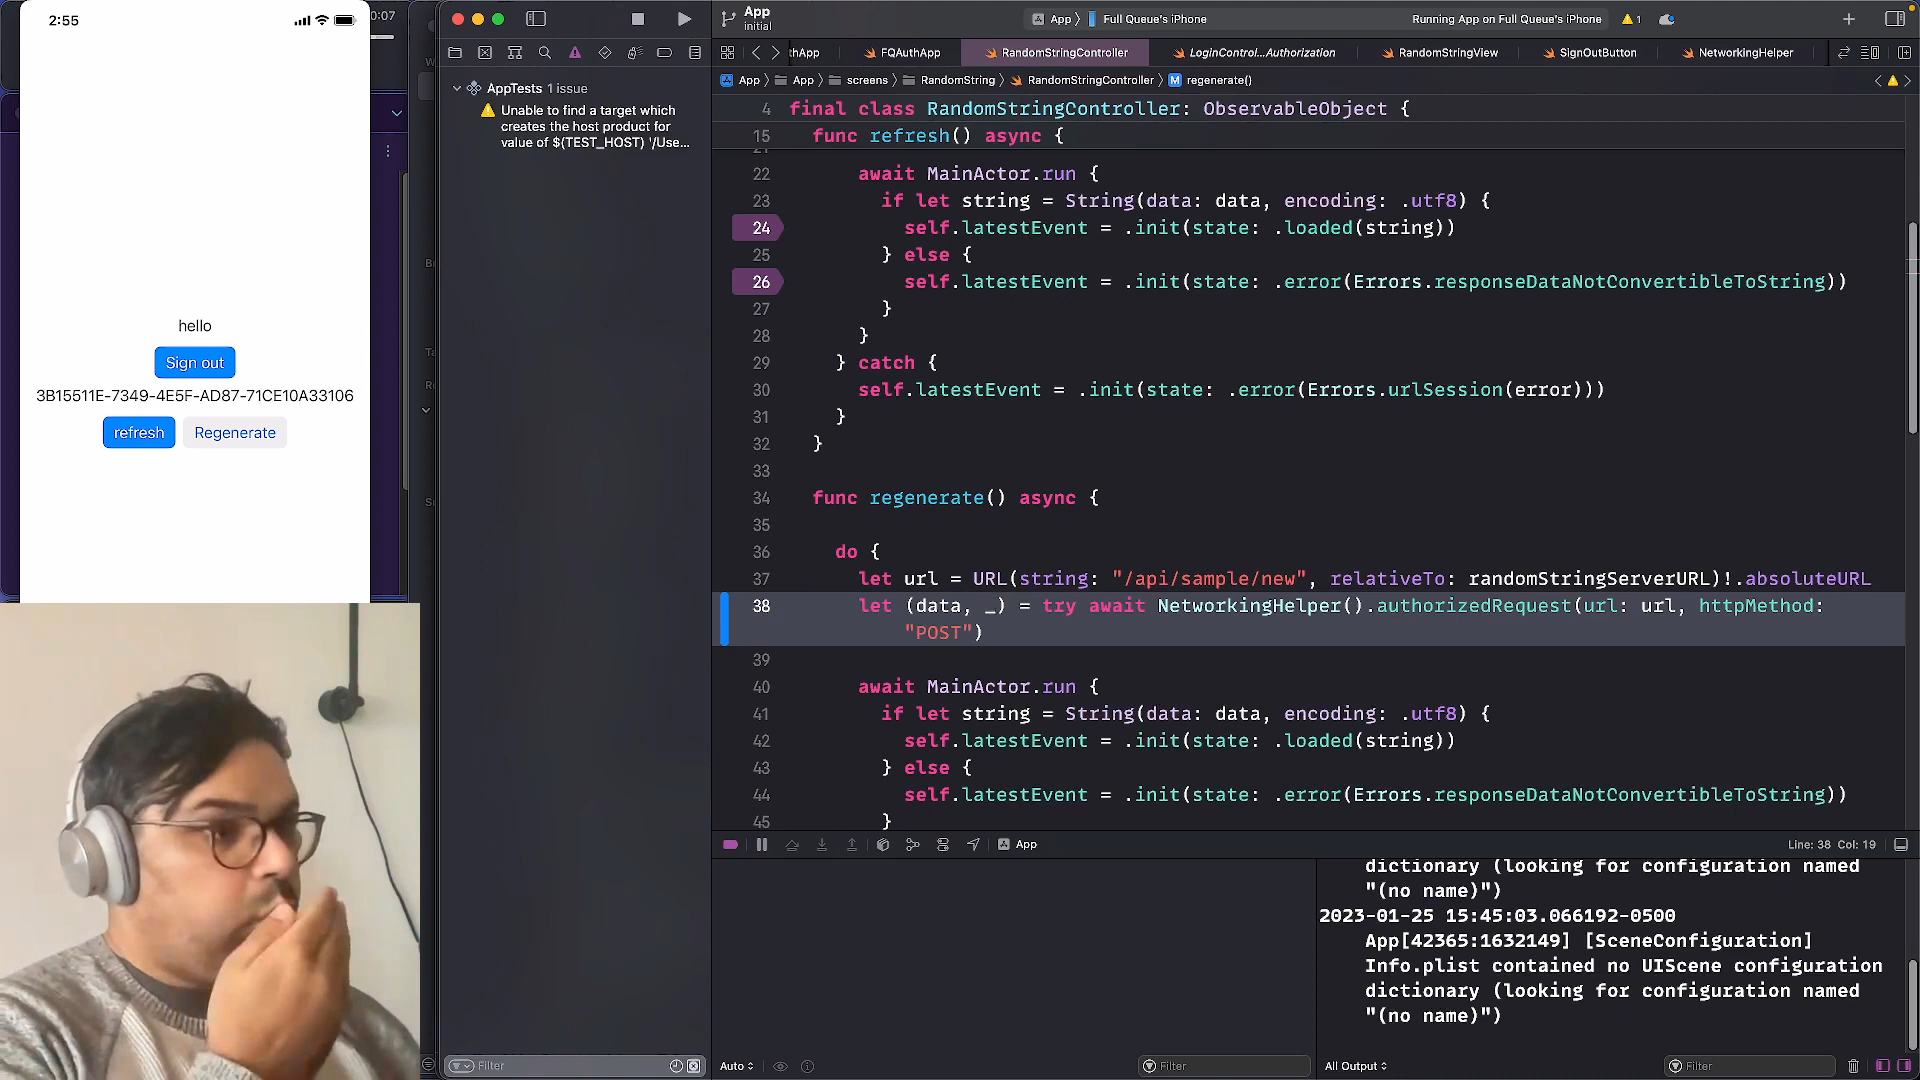 2:55
hello
Sign out
3B15511E-7349-4E5F-AD87-71CE10A33106
refresh
Regenerate
:0:07
AppTests 1 issue
Unable to find a target which
creates the host product for
value of $(TEST_HOST) '/Use...
Filter
App
initial
App 〉 Full Queue's iPhone
Running App on Full Queue's iPhone
1
thApp
FQAuthApp
RandomStringController
LoginControl...Authorization
RandomStringView
SignOutButton
NetworkingHelper
App 〉 App 〉 screens 〉 RandomString 〉 RandomStringController 〉 M regenerate()
4 final class RandomStringController: ObservableObject {
15 func refresh() async {
22 await MainActor.run {
23 if let string = String(data: data, encoding: .utf8) {
24 self.latestEvent = .init(state: .loaded(string))
25 } else {
26 self.latestEvent = .init(state: .error(Errors.responseDataNotConvertibleToString))
27 }
28 }
29 } catch {
30 self.latestEvent = .init(state: .error(Errors.urlSession(error)))
31 }
32 }
33
34 func regenerate() async {
35
36 do {
37 let url = URL(string: "/api/sample/new", relativeTo: randomStringServerURL)!.absoluteURL
38 let (data, _) = try await NetworkingHelper().authorizedRequest(url: url, httpMethod:
"POST")
39
40 await MainActor.run {
41 if let string = String(data: data, encoding: .utf8) {
42 self.latestEvent = .init(state: .loaded(string))
43 } else {
44 self.latestEvent = .init(state: .error(Errors.responseDataNotConvertibleToString))
45 }
App
Line: 38 Col: 19
dictionary (looking for configuration named
"(no name)")
2023-01-25 15:45:03.066192-0500
App[42365:1632149] [SceneConfiguration]
Info.plist contained no UIScene configuration
dictionary (looking for configuration named
"(no name)")
Auto
Filter
All Output
Filter